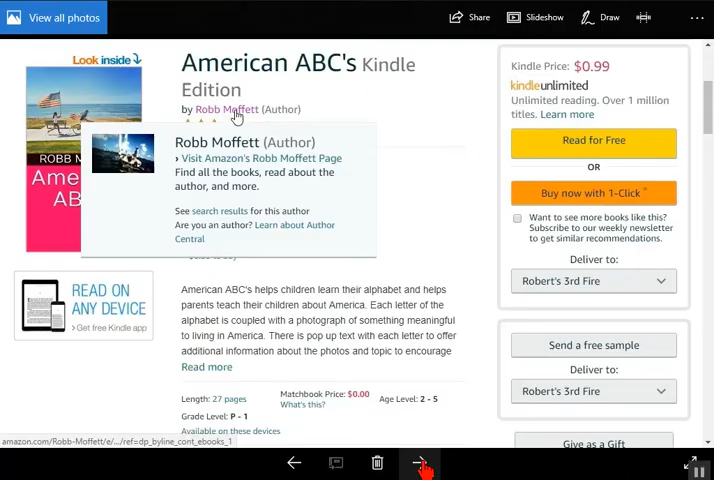 View all photos
Share
Slideshow
Draw
Look inside
American ABC's Kindle
Edition
by Robb Moffett (Author)
Robb Moffett (Author)
› Visit Amazon's Robb Moffett Page
Find all the books, read about the
author, and more.
See search results for this author
Are you an author? Learn about Author
Central
ROBB M
Ame
AB
READ ON
ANY DEVICE
› Get free Kindle app
American ABC's helps children learn their alphabet and helps
parents teach their children about America. Each letter of the
alphabet is coupled with a photograph of something meaningful
to living in America. There is pop up text with each letter to offer
additional information about the photos and topic to encourage
Read more
Length: 27 pages
Matchbook Price: $0.00
What's this?
Age Level: 2 - 5
Grade Level: P - 1
Available on these devices
Kindle Price: $0.99
kindleunlimited
Unlimited reading. Over 1 million
titles. Learn more
Read for Free
OR
Buy now with 1-Click ®
Want to see more books like this?
Subscribe to our weekly newsletter
to get similar recommendations.
Deliver to:
Robert's 3rd Fire
Send a free sample
Deliver to:
Robert's 3rd Fire
Give as a Gift
amazon.com/Robb-Moffett/e/.../ref=dp_byline_cont_ebooks_1